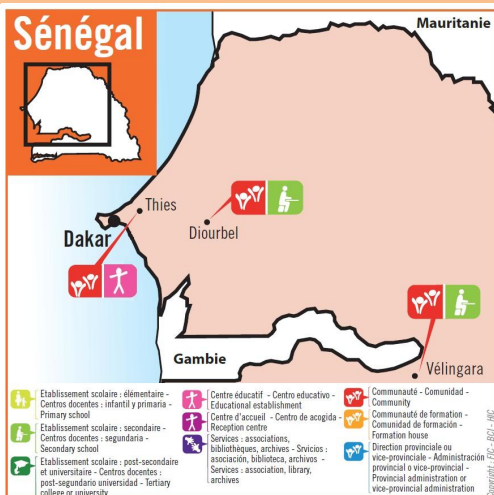 Sénégal
Mauritanie
Thies
Dakar
Diourbel
Gambie
Vélingara
Etablissement scolaire : élémentaire -
Centros docentes : infantil y primaria -
Primary school
Etablissement scolaire : secondaire -
Centros docentes : segundaria -
Secondary school
Etablissement scolaire : post-secondaire
et universitaire - Centros docentes :
post-segundario universidad - Tertiary
college or university
Centre éducatif - Centro educativo -
Educational establishment
Centre d'accueil - Centro de acogida -
Reception centre
Services : associations,
bibliothèques, archives - Srvicios :
asociación, biblioteca, archivos -
Services : association, library,
archives
Communauté - Comunidad -
Community
Communauté de formation -
Comunidad de formación -
Formation house
Direction provinciale ou
vice-provinciale - Administración
provincial o vice-provincial -
Provincial administration or
vice-provincial administration
Copyright : FIC - BCI - HIC